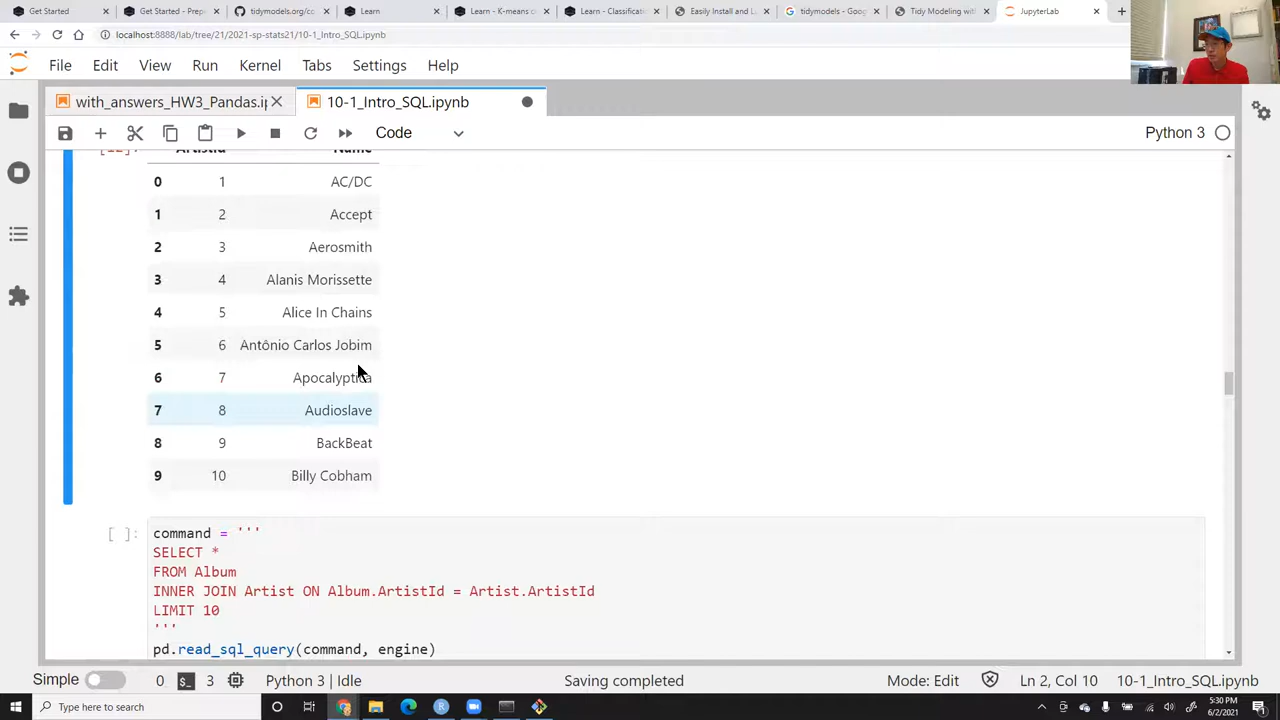 Get Started
Get Started - Prep
tidymodels.org/co
Learn
Learn - K-means c
Learn - Classificati
Easily Install and L
tidymodels - Goog
Tidy Modeling with
JupyterLab
localhost:8888/lab/tree/21/2021-sp-stats21/10-1_Intro_SQL.ipynb
File Edit View Run Kernel Tabs Settings Help
with_answers_HW3_Pandas.ip
10-1_Intro_SQL.ipynb
Code
Python 3
[12]: ArtistId Name
0 1 AC/DC
1 2 Accept
2 3 Aerosmith
3 4 Alanis Morissette
4 5 Alice In Chains
5 6 Antônio Carlos Jobim
6 7 Apocalyptica
7 8 Audioslave
8 9 BackBeat
9 10 Billy Cobham
[ ]: command = '''
SELECT *
FROM Album
INNER JOIN Artist ON Album.ArtistId = Artist.ArtistId
LIMIT 10
'''
pd.read_sql_query(command, engine)
Simple 0 $_ 3 Python 3 | Idle Saving completed Mode: Edit Ln 2, Col 10 10-1_Intro_SQL.ipynb
Type here to search
5:30 PM
6/2/2021